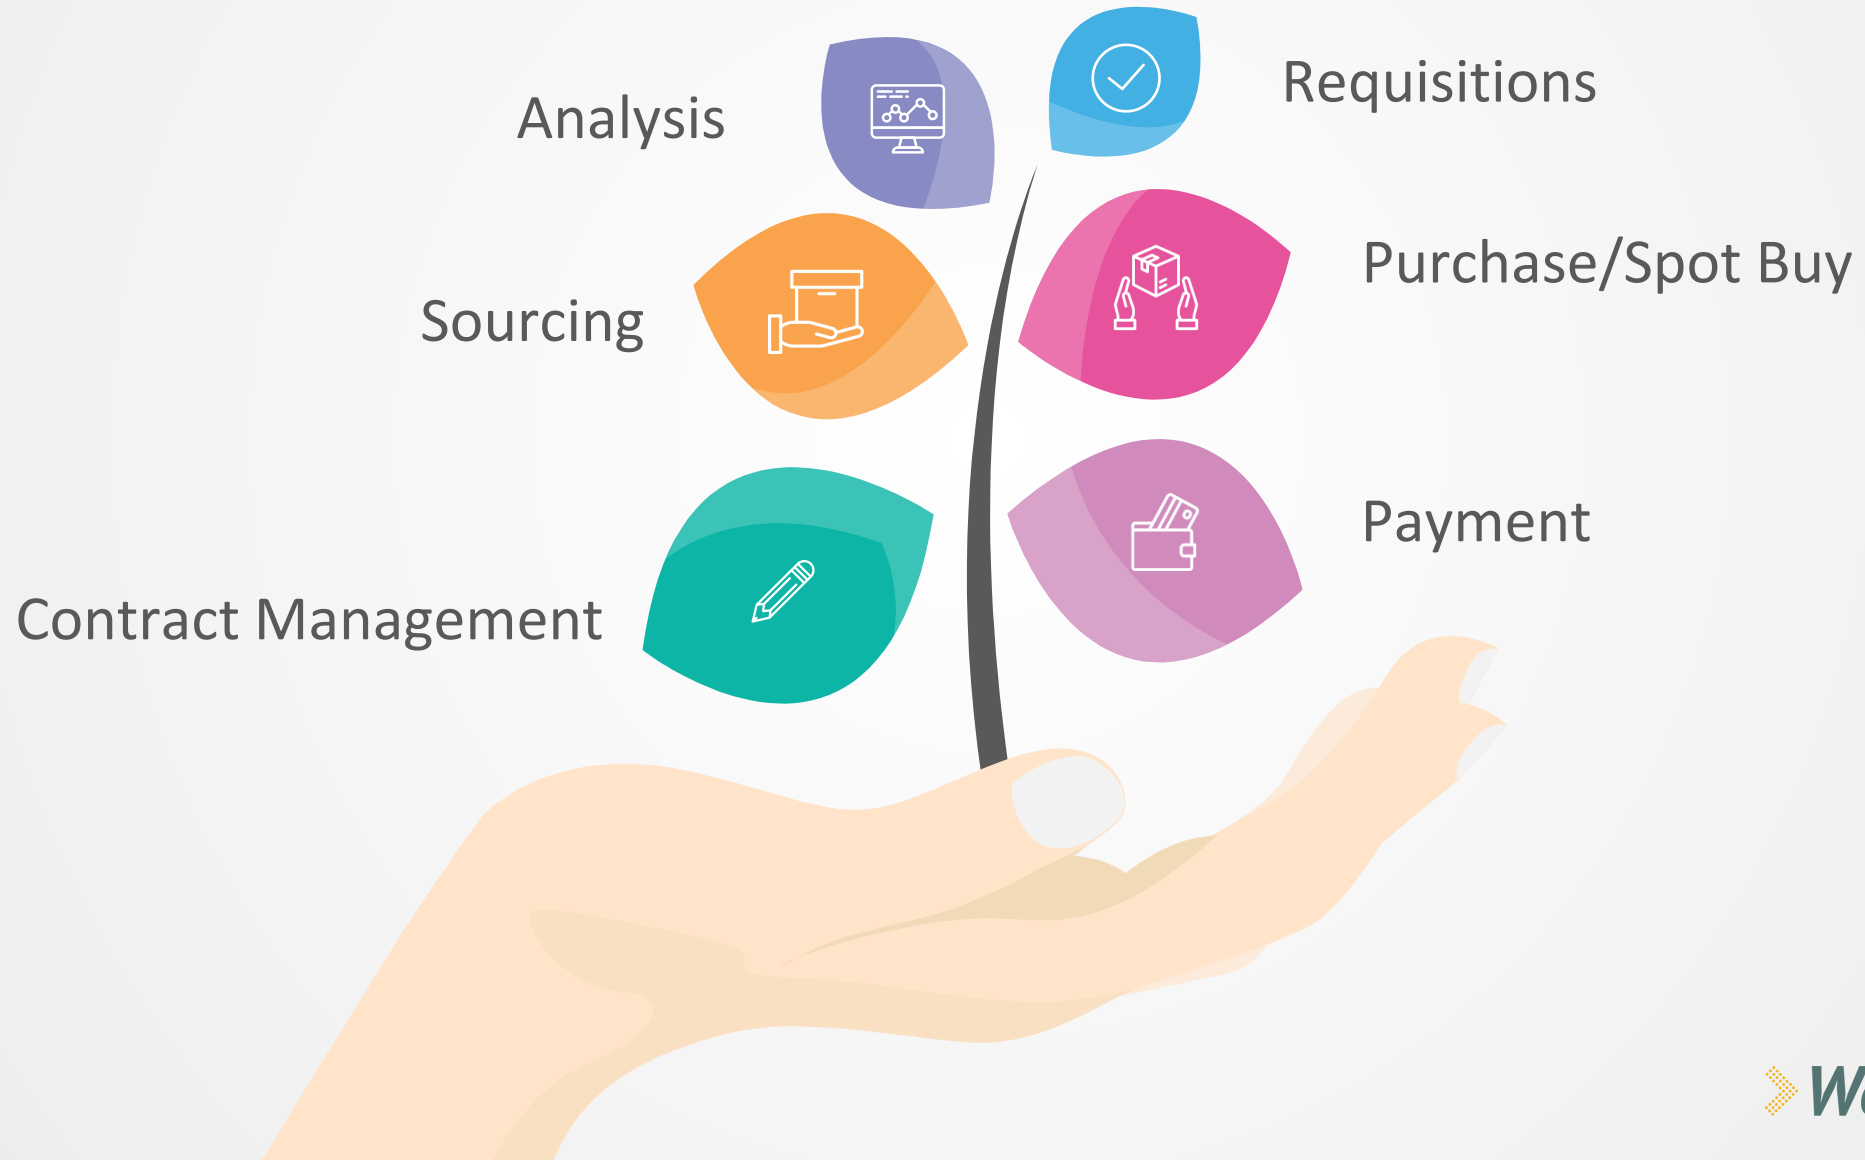 Analysis
Requisitions
Sourcing
Purchase/Spot Buy
Contract Management
Payment